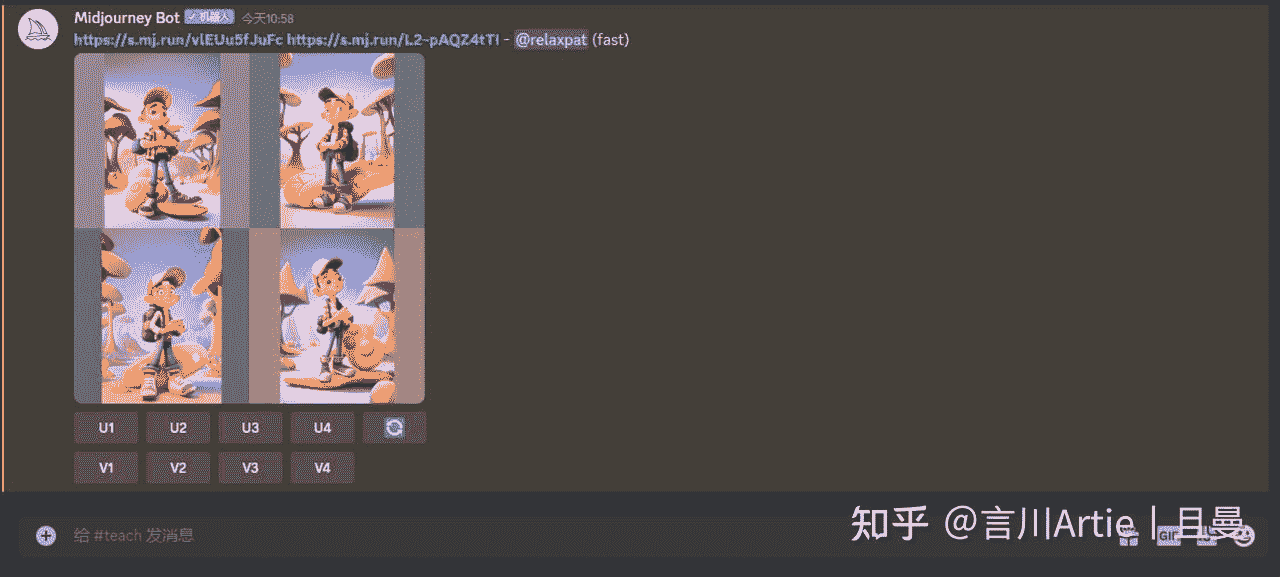 Midjourney Bot ✓机器人 今天10:58
https://s.mj.run/vlEUu5fJuFc https://s.mj.run/L2-pAQZ4tTI - @relaxpat (fast)
U1 U2 U3 U4
V1 V2 V3 V4
给 #teach 发消息
知乎 @言川Artie｜且曼
GIF